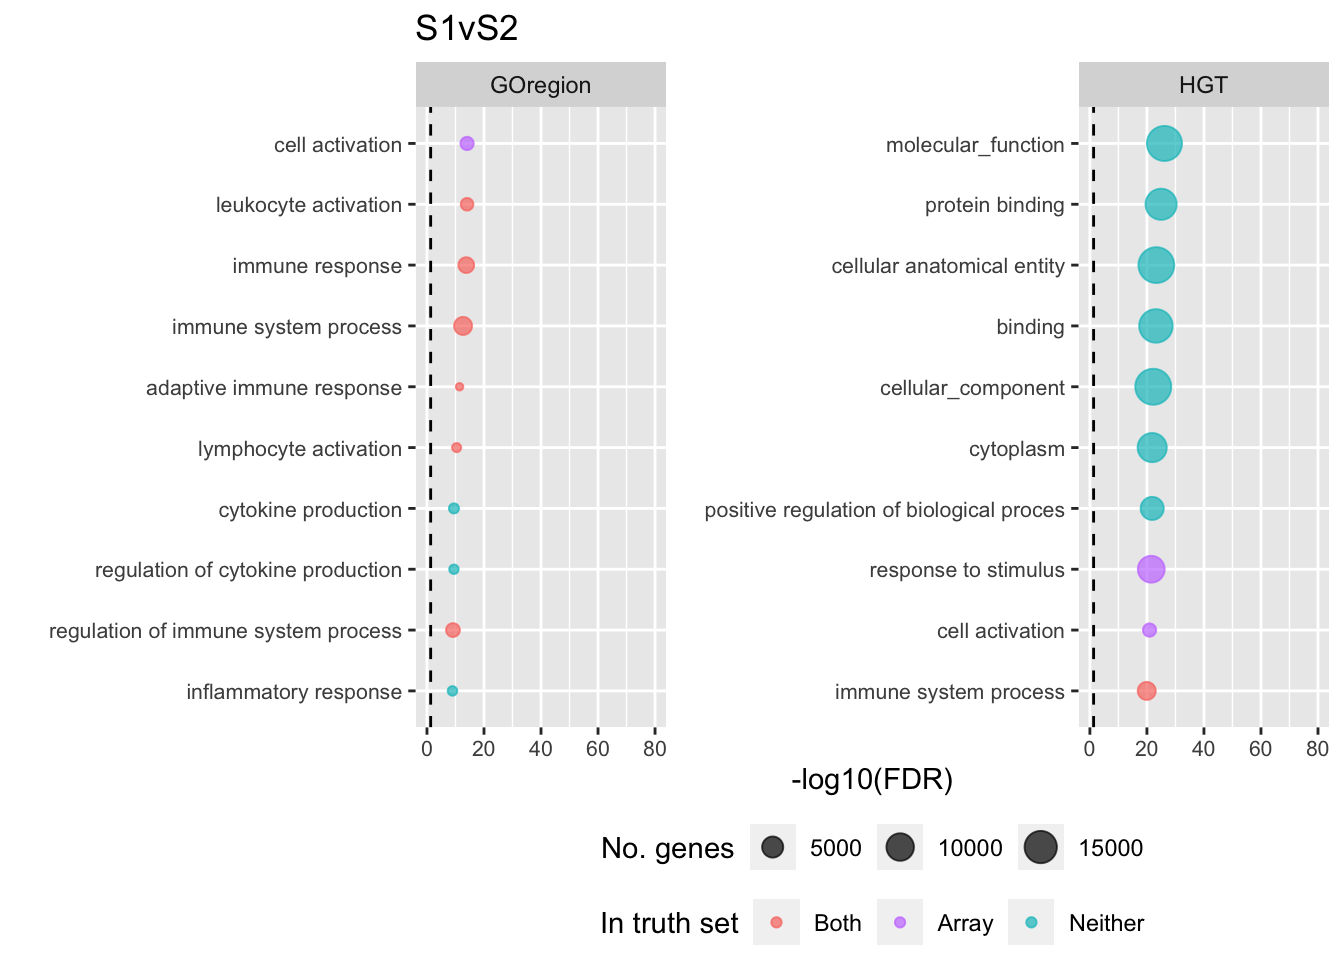 S1vS2
GOregion
cell activation
leukocyte activation
immune response
immune system process
adaptive immune response
lymphocyte activation
cytokine production
regulation of cytokine production
regulation of immune system process
inflammatory response
0 20 40 60 80
HGT
molecular_function
protein binding
cellular anatomical entity
binding
cellular_component
cytoplasm
positive regulation of biological proces
response to stimulus
cell activation
immune system process
0 20 40 60 80
-log10(FDR)
No. genes 5000 10000 15000
In truth set Both Array Neither